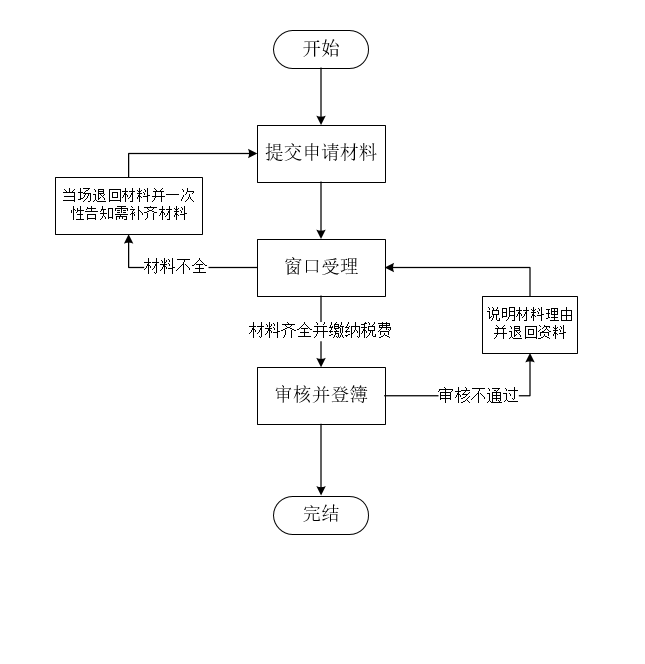 开始
提交申请材料
当场退回材料并一次
性告知需补齐材料
窗口受理
材料不全
说明材料理由
并退回资料
材料齐全并缴纳税费
审核并登簿
审核不通过
完结